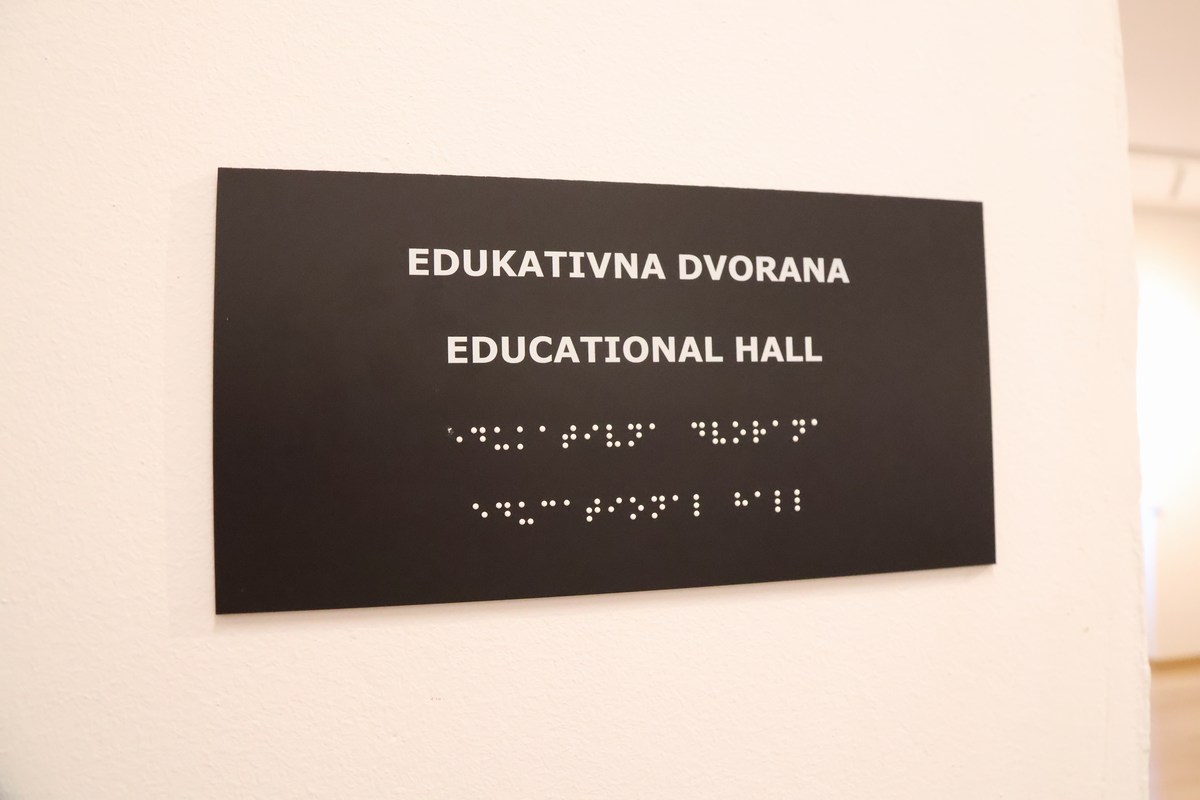 EDUKATIVNA DVORANA
EDUCATIONAL HALL
⠑⠙⠥⠅⠁⠞⠊⠧⠝⠁ ⠙⠧⠕⠗⠁⠝⠁
⠑⠙⠥⠉⠁⠞⠊⠕⠝⠁⠇ ⠓⠁⠇⠇